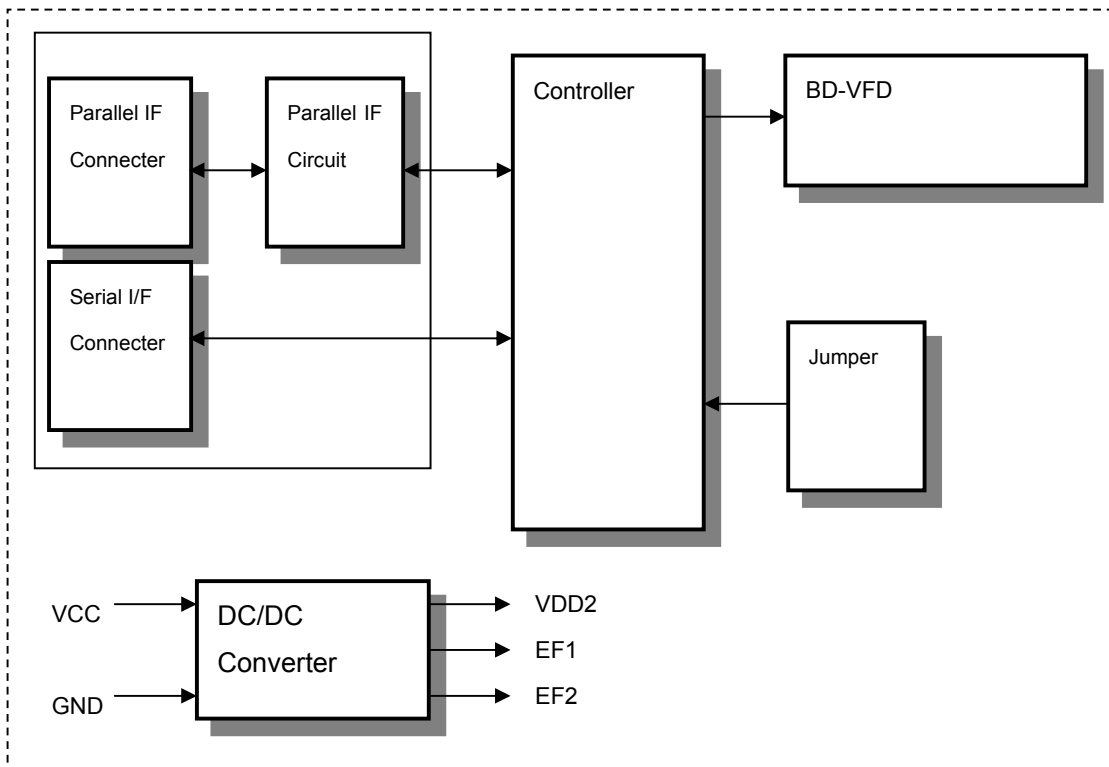 Parallel IF
Connecter
Parallel IF
Circuit
Controller
BD-VFD
Serial I/F
Connecter
Jumper
VCC
GND
DC/DC
Converter
VDD2
EF1
EF2